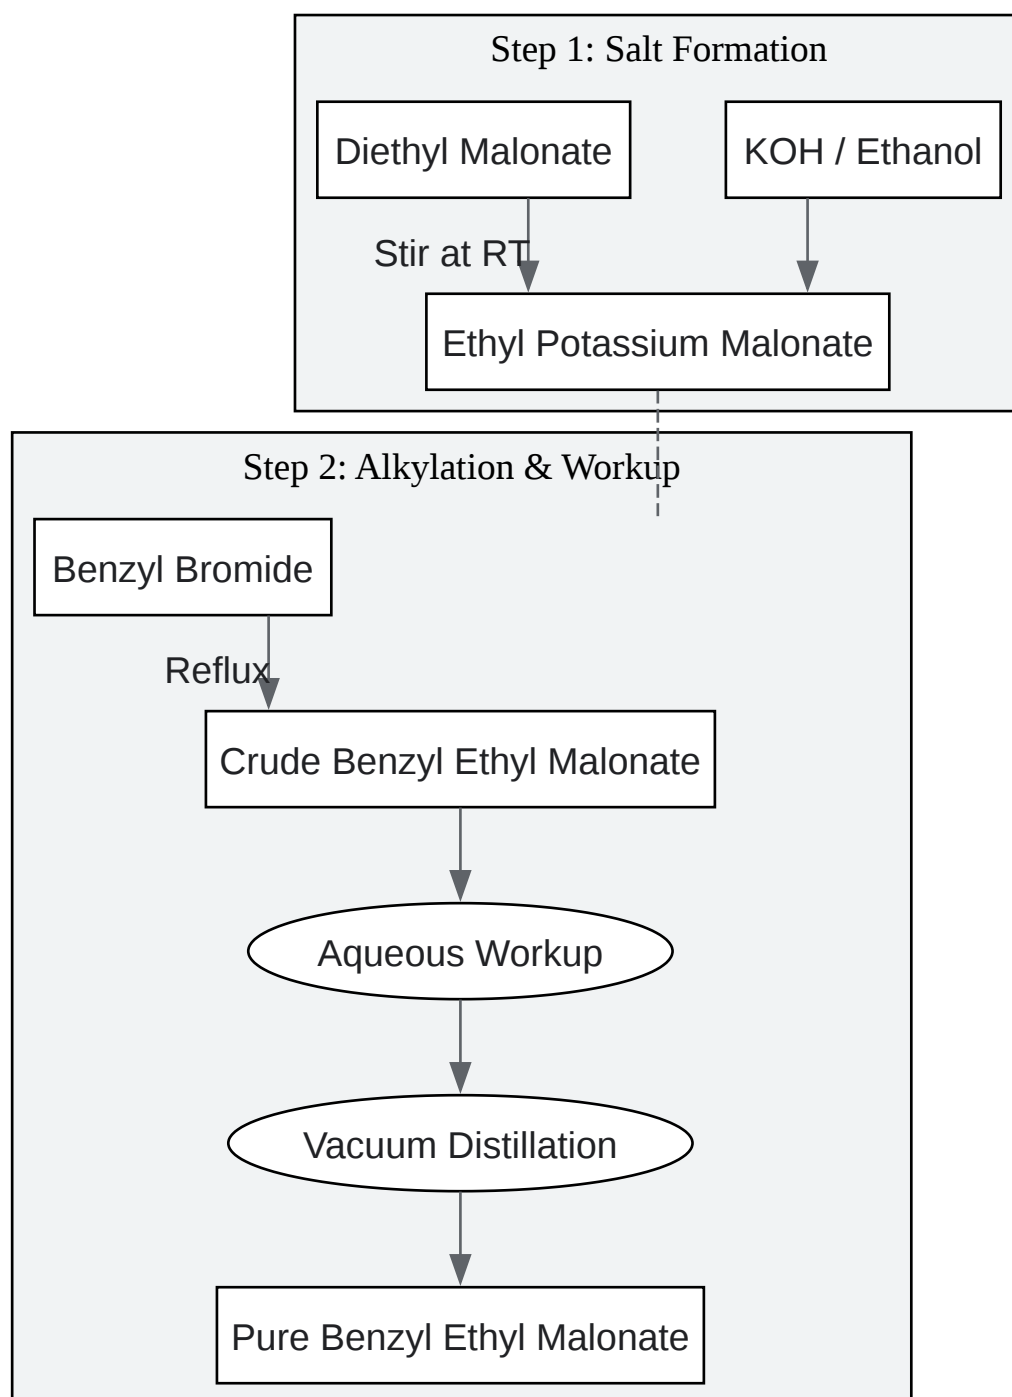 Step 1: Salt Formation
Diethyl Malonate
KOH / Ethanol
Stir at RT
Ethyl Potassium Malonate
Step 2: Alkylation & Workup
Benzyl Bromide
Reflux
Crude Benzyl Ethyl Malonate
Aqueous Workup
Vacuum Distillation
Pure Benzyl Ethyl Malonate